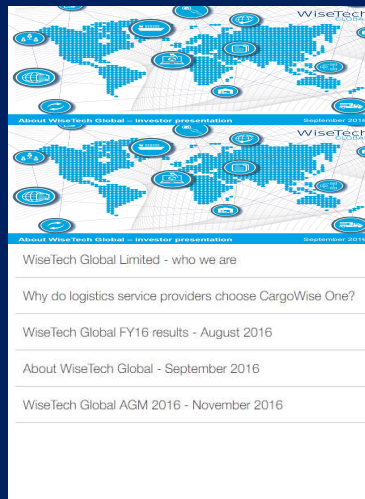 WiseTech
GLOBAL
About WiseTech Global – investor presentation September 2016
WiseTech
GLOBAL
About WiseTech Global – investor presentation September 2016
WiseTech Global Limited - who we are
Why do logistics service providers choose CargoWise One?
WiseTech Global FY16 results - August 2016
About WiseTech Global - September 2016
WiseTech Global AGM 2016 - November 2016